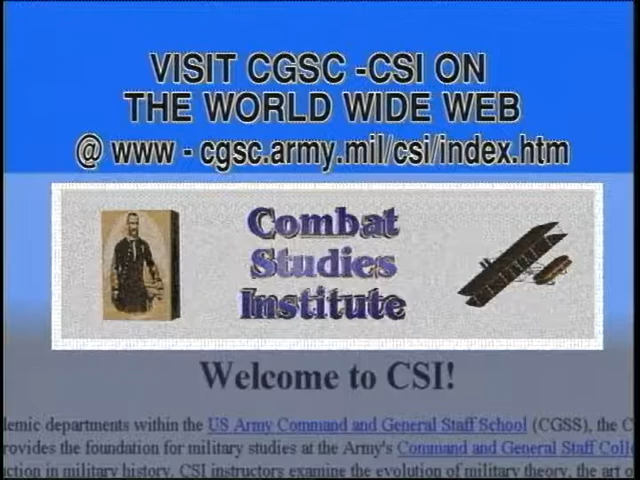 VISIT CGSC -CSI ON
THE WORLD WIDE WEB
@ www - cgsc.army.mil/csi/index.htm
Combat
Studies
Institute
Welcome to CSI!
lemic departments within the US Army Command and General Staff School (CGSS), the C
rovides the foundation for military studies at the Army's Command and General Staff Coll
ction in military history, CSI instructors examine the evolution of military theory, the art o